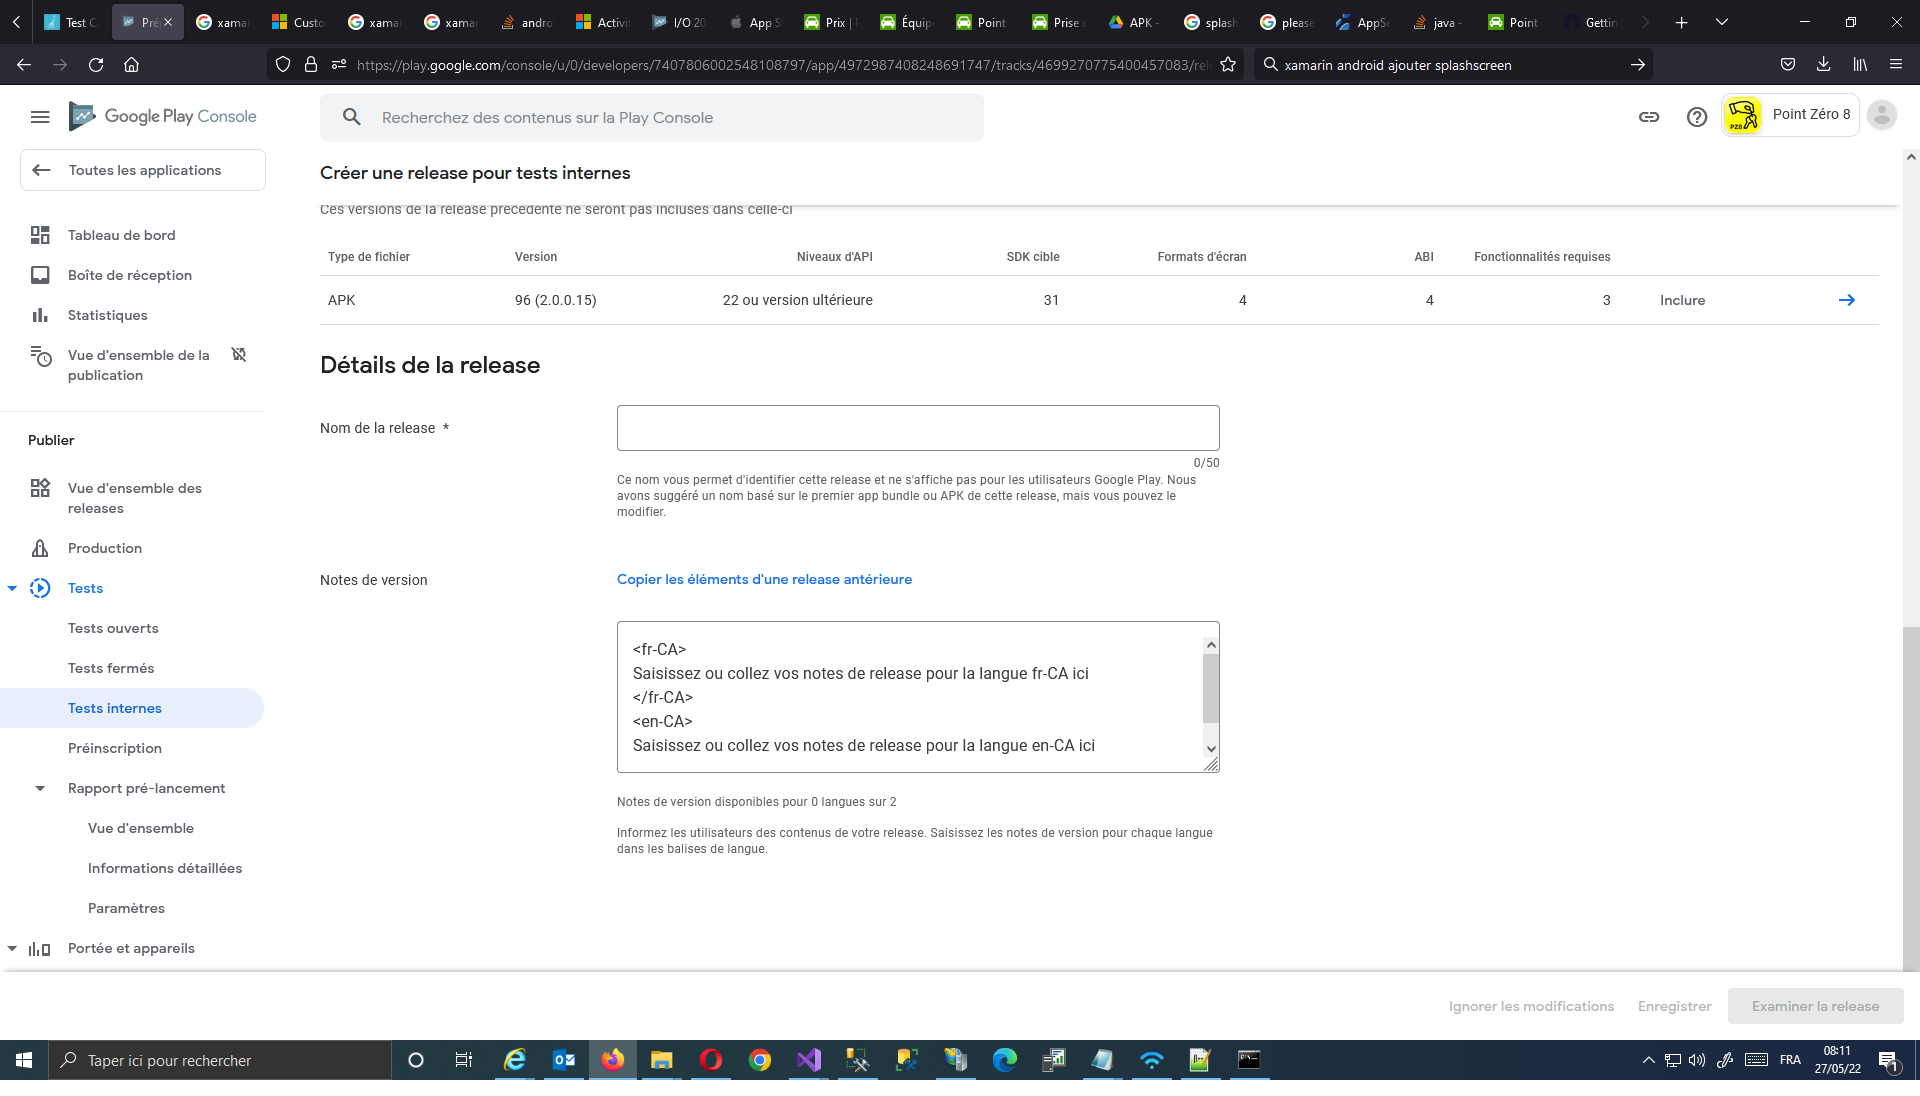 Test C
Pré
xamar
Custo
xamar
xamar
andro
Activi
I/O 20
App S
Prix |
Équip
Point
Prise d
APK -
splash
please
AppSe
java -
Point
Gettin
https://play.google.com/console/u/0/developers/7407806002548108797/app/4972987408248691747/tracks/4699270775400457083/rele
xamarin android ajouter splashscreen
Google Play Console
Recherchez des contenus sur la Play Console
Point Zéro 8
Toutes les applications
Créer une release pour tests internes
Ces versions de la release précédente ne seront pas incluses dans celle-ci
Tableau de bord
Boîte de réception
Statistiques
Vue d'ensemble de la
publication
Publier
Vue d'ensemble des
releases
Production
Tests
Tests ouverts
Tests fermés
Tests internes
Préinscription
Rapport pré-lancement
Vue d'ensemble
Informations détaillées
Paramètres
Portée et appareils
Type de fichier Version Niveaux d'API SDK cible Formats d'écran ABI Fonctionnalités requises
APK 96 (2.0.0.15) 22 ou version ultérieure 31 4 4 3 Inclure
Détails de la release
Nom de la release *
0/50
Ce nom vous permet d'identifier cette release et ne s'affiche pas pour les utilisateurs Google Play. Nous
avons suggéré un nom basé sur le premier app bundle ou APK de cette release, mais vous pouvez le
modifier.
Notes de version
Copier les éléments d'une release antérieure
<fr-CA>
Saisissez ou collez vos notes de release pour la langue fr-CA ici
</fr-CA>
<en-CA>
Saisissez ou collez vos notes de release pour la langue en-CA ici
Notes de version disponibles pour 0 langues sur 2
Informez les utilisateurs des contenus de votre release. Saisissez les notes de version pour chaque langue
dans les balises de langue.
Ignorer les modifications
Enregistrer
Examiner la release
Taper ici pour rechercher
FRA
08:11
27/05/22
1